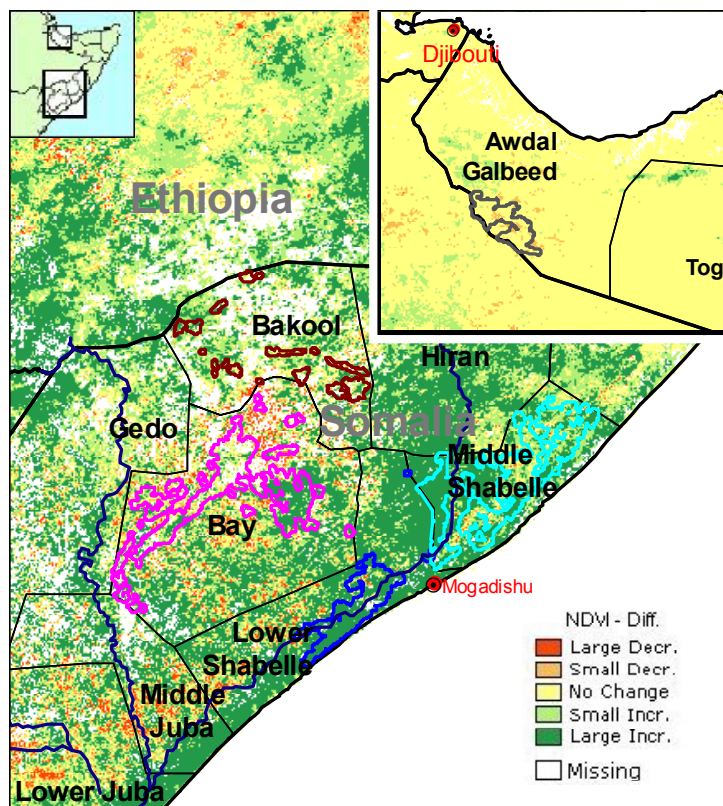 Djibouti
Awdal
Galbeed
Tog
Ethiopia
Bakool
Hiran
Somalia
Gedo
Middle
Shabelle
Bay
Mogadishu
Lower
Shabelle
Middle
Juba
Lower Juba
NDVI - Diff.
Large Decr.
Small Decr.
No Change
Small Incr.
Large Incr.
Missing